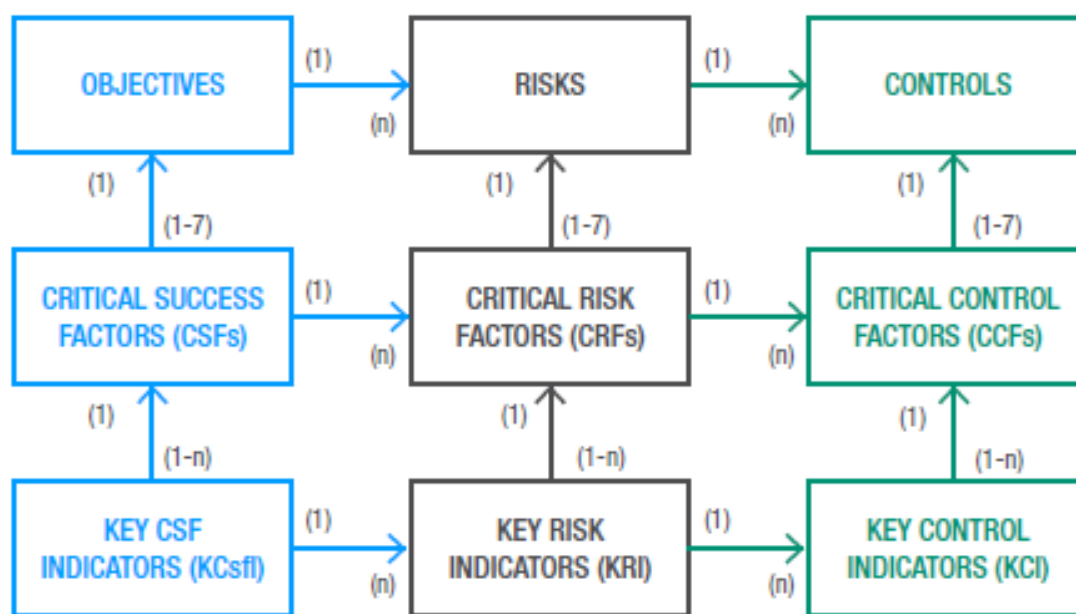 OBJECTIVES
(1)
(n)
RISKS
(1)
(n)
CONTROLS
(1)
(1-7)
(1)
(1-7)
(1)
(1-7)
CRITICAL SUCCESS
FACTORS (CSFs)
(1)
(n)
CRITICAL RISK
FACTORS (CRFs)
(1)
(n)
CRITICAL CONTROL
FACTORS (CCFs)
(1)
(1-n)
(1)
(1-n)
(1)
(1-n)
KEY CSF
INDICATORS (KCsfI)
(1)
(n)
KEY RISK
INDICATORS (KRI)
(1)
(n)
KEY CONTROL
INDICATORS (KCI)